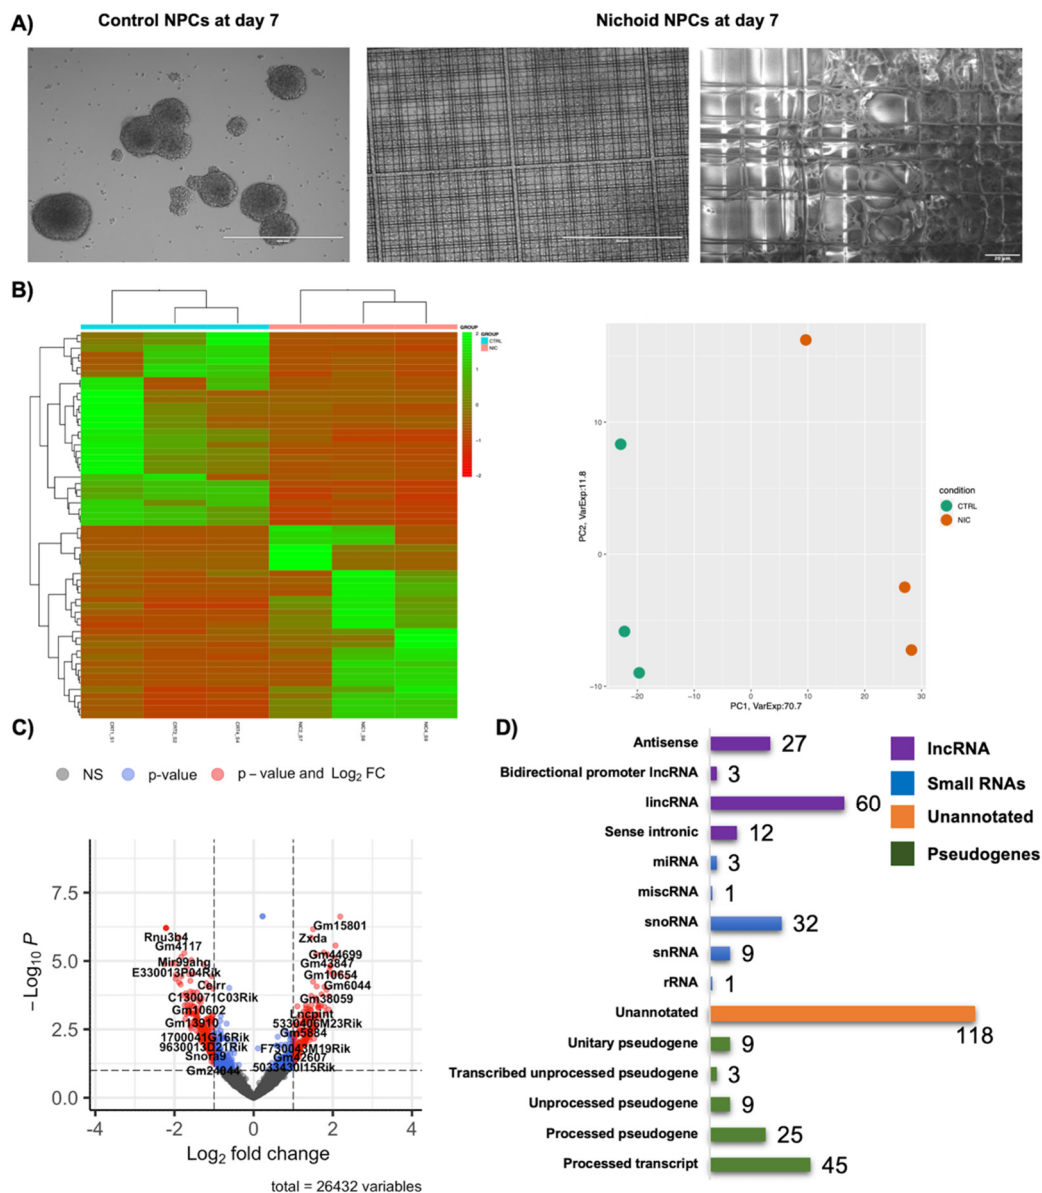 A)
Control NPCs at day 7
Nichoid NPCs at day 7
20 µm
B)
GROUP
2
1
0
-1
-2
GROUP
CTRL
NIC
10
0
-10
PC2, VarExp:11.8
-20
-10
0
10
20
30
PC1, VarExp:70.7
condition
CTRL
NIC
C)
NS
p-value
p – value and Log2 FC
7.5
5.0
2.5
0.0
–Log10 P
Gm15801
Rnu3b4
Zxda
Gm4117
Gm44699
Mir99ahg
Gm43847
E330013P04Rik
Gm10654
Gm6044
C130071C03Rik
Gm38059
Gm10602
Lncpint
Gm13910
5330406M23Rik
Gm5884
1700041G16Rik
9630013D21Rik
F730043M19Rik
Snora9
Gm42607
Gm24044
5033430I15Rik
-4
-2
0
2
4
Log2 fold change
total = 26432 variables
D)
Antisense 27
Bidirectional promoter lncRNA 3
lincRNA 60
Sense intronic 12
miRNA 3
miscRNA 1
snoRNA 32
snRNA 9
rRNA 1
Unannotated 118
Unitary pseudogene 9
Transcribed unprocessed pseudogene 3
Unprocessed pseudogene 9
Processed pseudogene 25
Processed transcript 45
lncRNA
Small RNAs
Unannotated
Pseudogenes